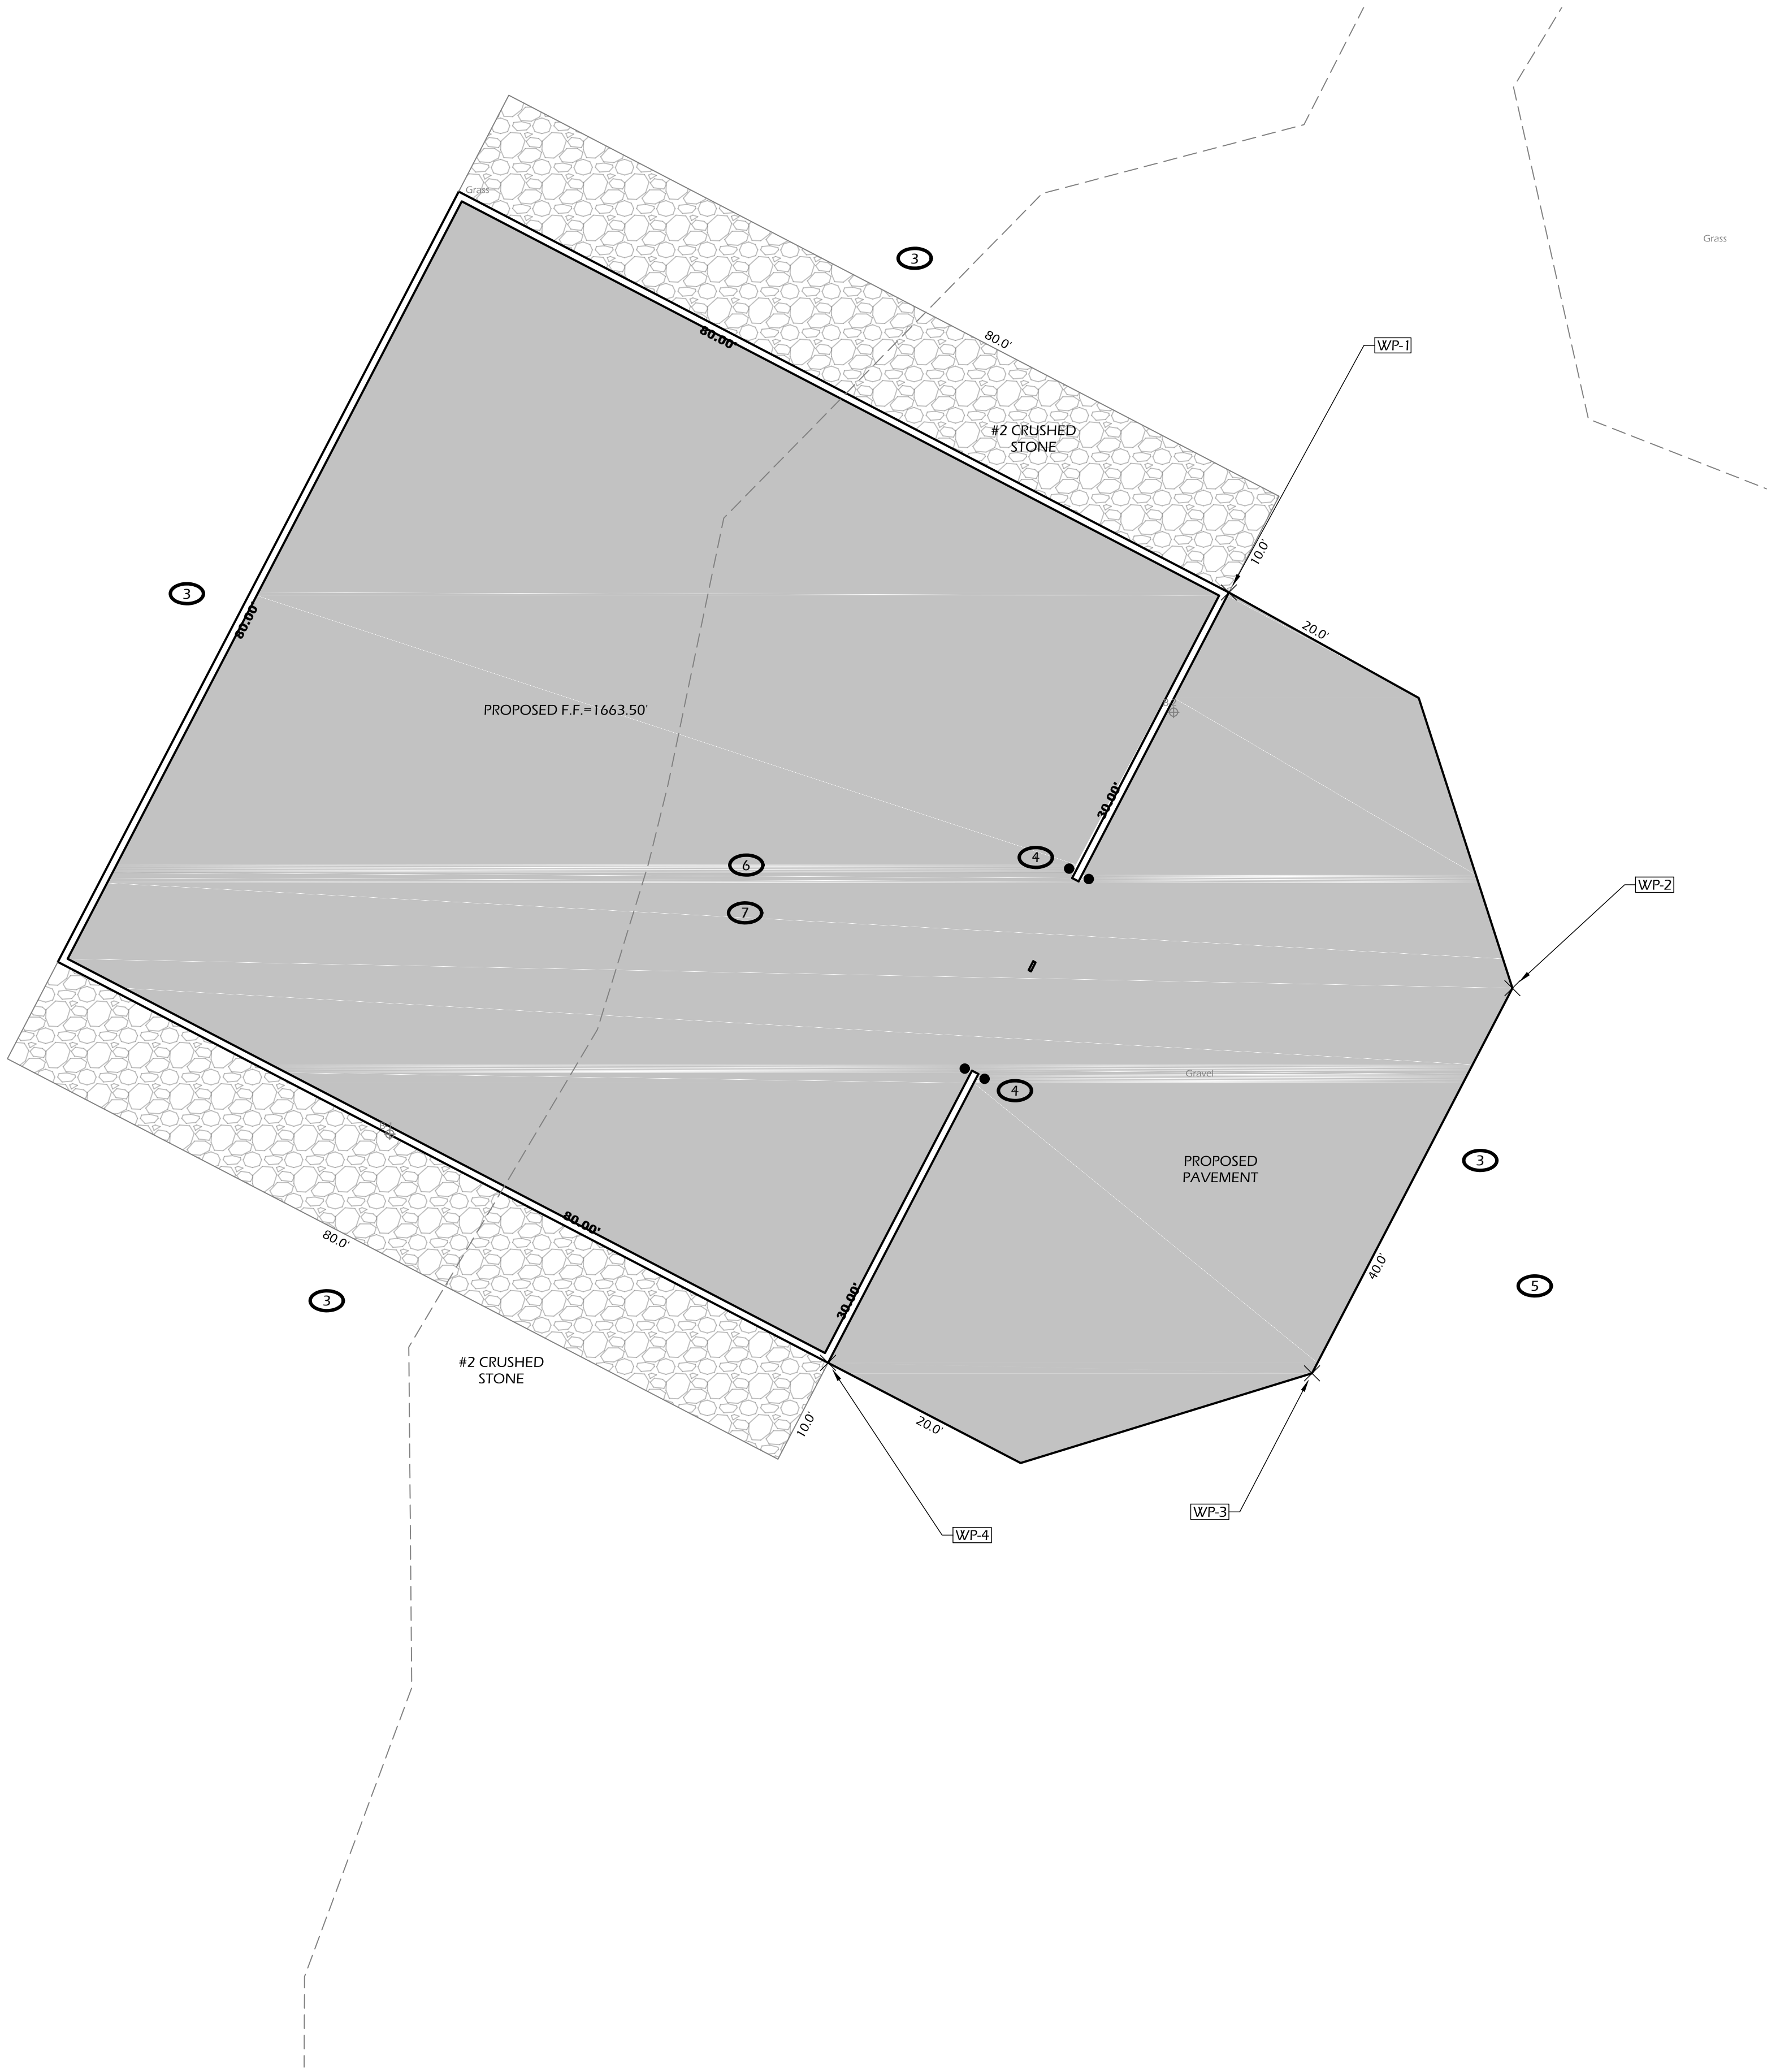 Grass
Grass
3
80.00'
80.0'
WP-1
#2 CRUSHED
STONE
10.0'
3
80.00'
20.0'
PROPOSED F.F.=1663.50'
30.00'
4
6
WP-2
7
Gravel
4
PROPOSED
PAVEMENT
3
80.00'
80.0'
40.0'
5
3
30.00'
#2 CRUSHED
STONE
10.0'
20.0'
WP-3
WP-4